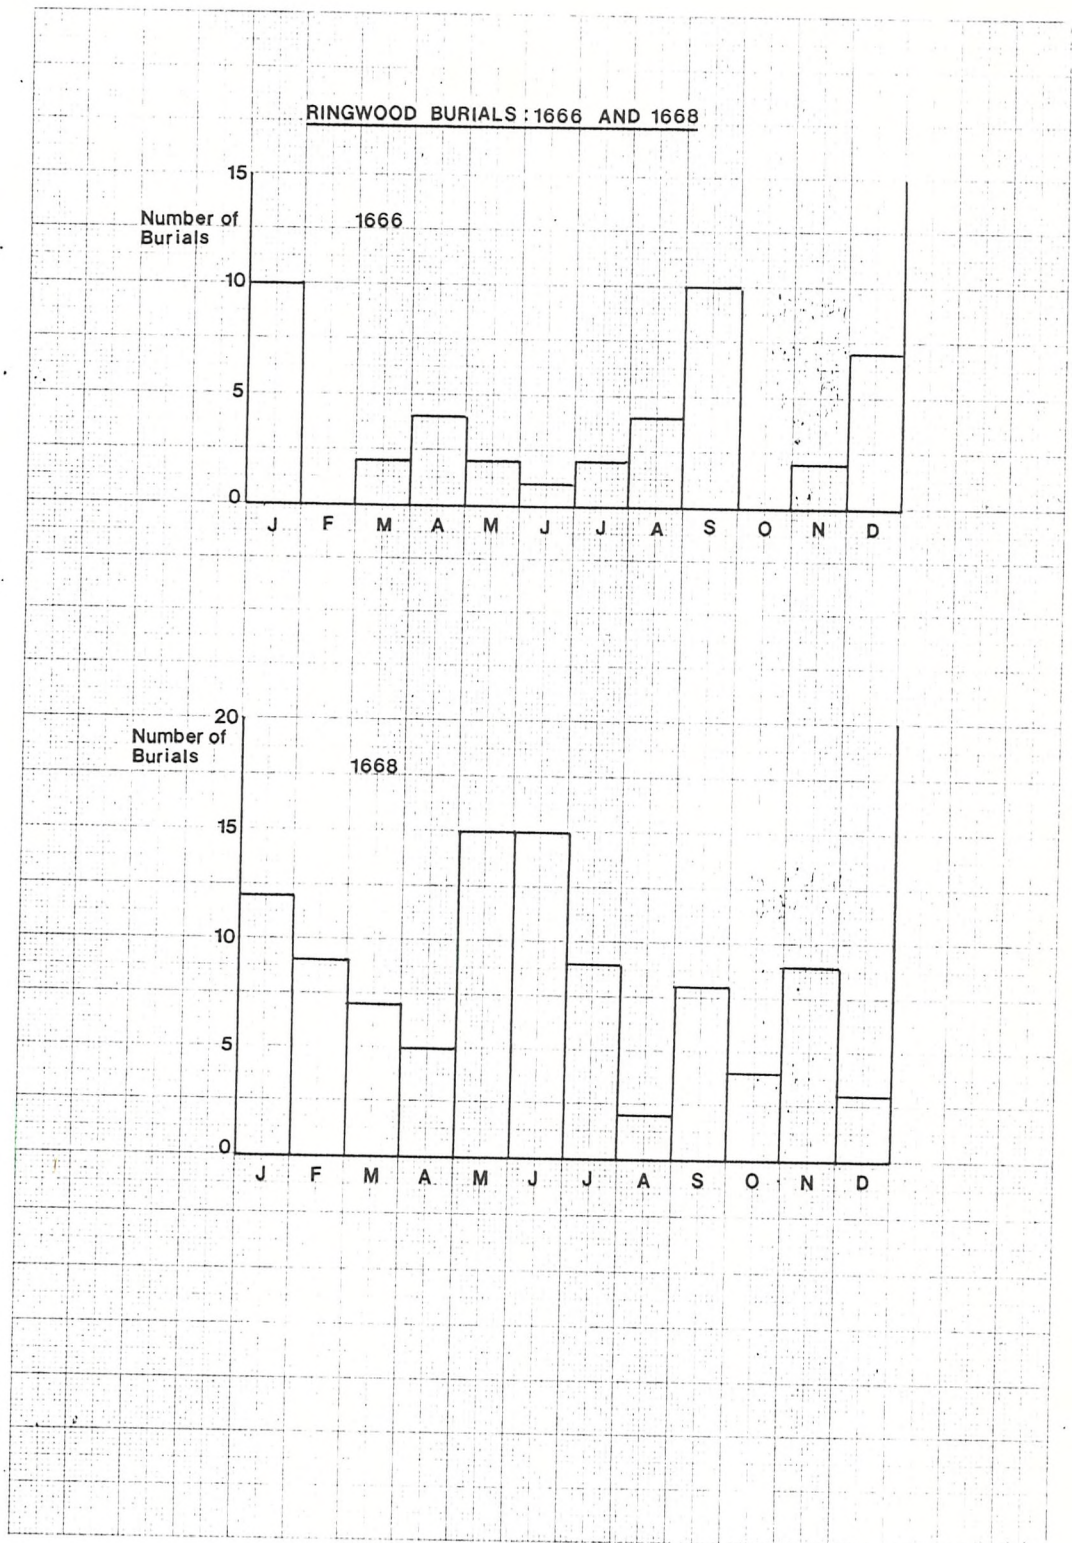 RINGWOOD BURIALS : 1666 AND 1668
15
Number of
Burials
1666
10
5
0
J F M A M J J A S O N D
20
Number of
Burials
1668
15
10
5
0
J F M A M J J A S O N D